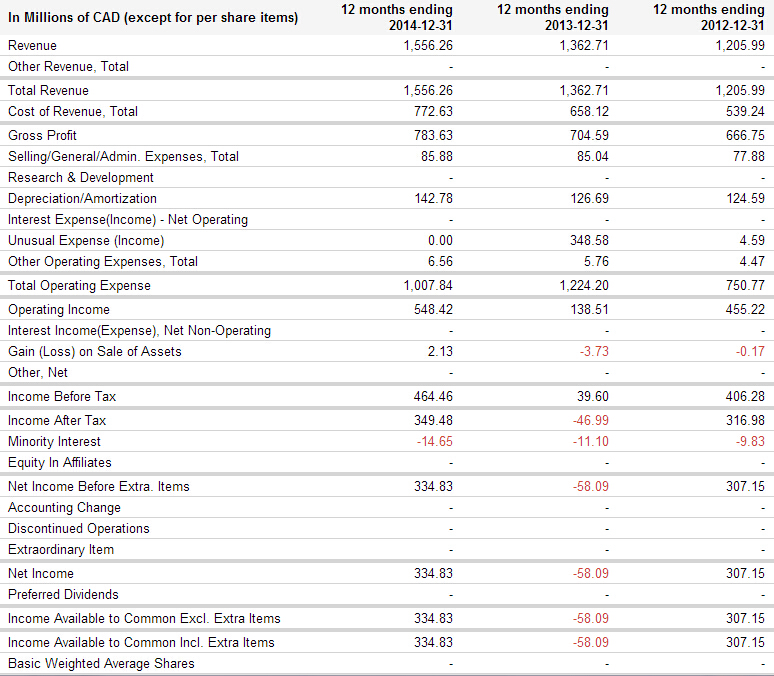 In Millions of CAD (except for per share items) 12 months ending 2014-12-31 12 months ending 2013-12-31 12 months ending 2012-12-31
Revenue 1,556.26 1,362.71 1,205.99
Other Revenue, Total - - -
Total Revenue 1,556.26 1,362.71 1,205.99
Cost of Revenue, Total 772.63 658.12 539.24
Gross Profit 783.63 704.59 666.75
Selling/General/Admin. Expenses, Total 85.88 85.04 77.88
Research & Development - - -
Depreciation/Amortization 142.78 126.69 124.59
Interest Expense(Income) - Net Operating - - -
Unusual Expense (Income) 0.00 348.58 4.59
Other Operating Expenses, Total 6.56 5.76 4.47
Total Operating Expense 1,007.84 1,224.20 750.77
Operating Income 548.42 138.51 455.22
Interest Income(Expense), Net Non-Operating - - -
Gain (Loss) on Sale of Assets 2.13 -3.73 -0.17
Other, Net - - -
Income Before Tax 464.46 39.60 406.28
Income After Tax 349.48 -46.99 316.98
Minority Interest -14.65 -11.10 -9.83
Equity In Affiliates - - -
Net Income Before Extra. Items 334.83 -58.09 307.15
Accounting Change - - -
Discontinued Operations - - -
Extraordinary Item - - -
Net Income 334.83 -58.09 307.15
Preferred Dividends - - -
Income Available to Common Excl. Extra Items 334.83 -58.09 307.15
Income Available to Common Incl. Extra Items 334.83 -58.09 307.15
Basic Weighted Average Shares - - -